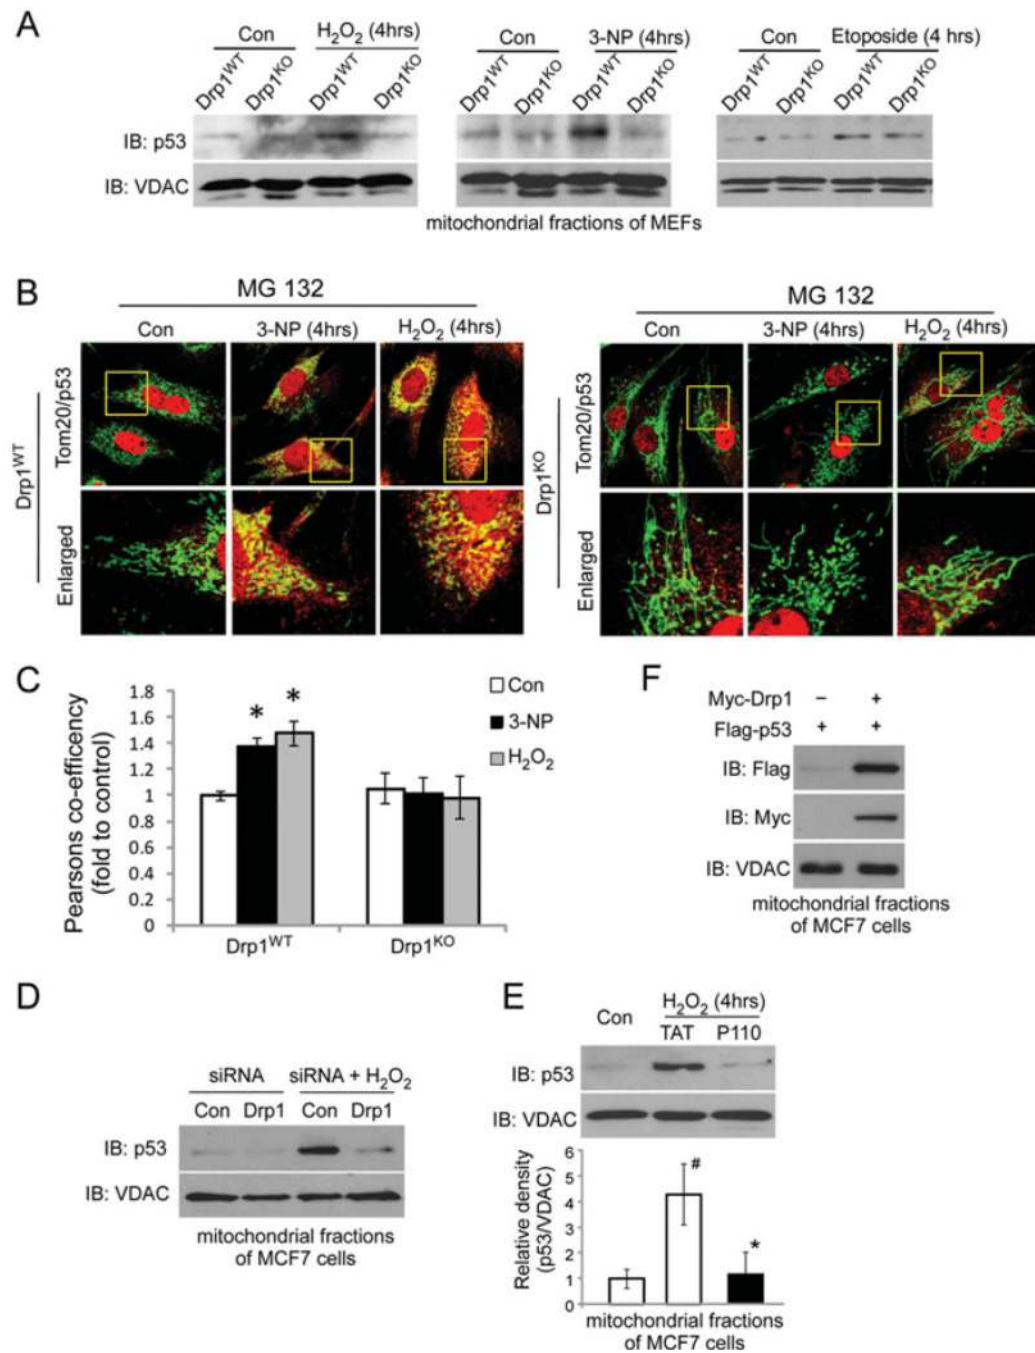 A
Con
H₂O₂ (4hrs)
Con
3-NP (4hrs)
Con
Etoposide (4 hrs)
Drp1ᵂᵀ
Drp1ᴷᴼ
Drp1ᵂᵀ
Drp1ᴷᴼ
Drp1ᵂᵀ
Drp1ᴷᴼ
Drp1ᵂᵀ
Drp1ᴷᴼ
Drp1ᵂᵀ
Drp1ᴷᴼ
Drp1ᵂᵀ
Drp1ᴷᴼ
IB: p53
IB: VDAC
mitochondrial fractions of MEFs
B
MG 132
Con
3-NP (4hrs)
H₂O₂ (4hrs)
Drp1ᵂᵀ
Tom20/p53
Enlarged
MG 132
Con
3-NP (4hrs)
H₂O₂ (4hrs)
Drp1ᴷᴼ
Tom20/p53
Enlarged
C
Pearsons co-efficency
(fold to control)
1.8
1.6
1.4
1.2
1
0.8
0.6
0.4
0.2
0
*
*
Con
3-NP
H₂O₂
Drp1ᵂᵀ
Drp1ᴷᴼ
F
Myc-Drp1 – +
Flag-p53 + +
IB: Flag
IB: Myc
IB: VDAC
mitochondrial fractions
of MCF7 cells
D
siRNA
siRNA + H₂O₂
Con Drp1 Con Drp1
IB: p53
IB: VDAC
mitochondrial fractions
of MCF7 cells
E
H₂O₂ (4hrs)
Con
TAT
P110
IB: p53
IB: VDAC
Relative density
(p53/VDAC)
6
5
4
3
2
1
0
#
*
mitochondrial fractions
of MCF7 cells